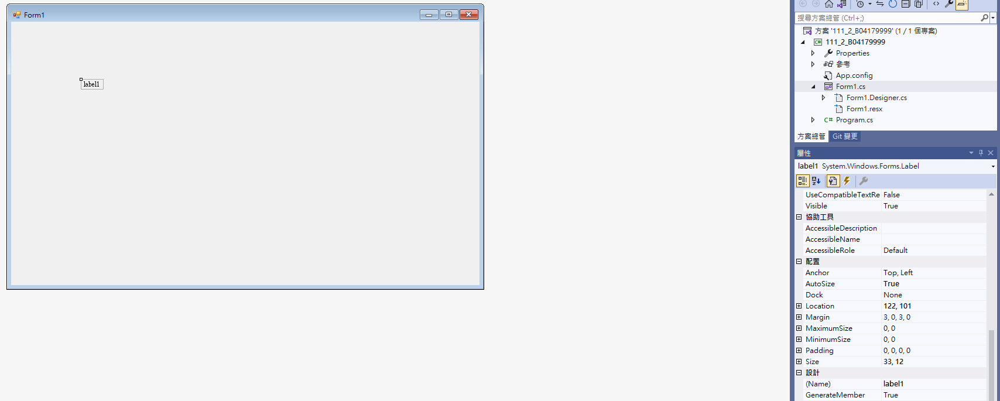 Form1
label1
搜尋方案總管 (Ctrl+;)
方案 '111_2_B04179999' (1 / 1 個專案)
C# 111_2_B04179999
Properties
參考
App.config
Form1.cs
Form1.Designer.cs
Form1.resx
C# Program.cs
方案總管 Git 變更
屬性
label1 System.Windows.Forms.Label
UseCompatibleTextRe False
Visible True
協助工具
AccessibleDescription
AccessibleName
AccessibleRole Default
配置
Anchor Top, Left
AutoSize True
Dock None
Location 122, 101
Margin 3, 0, 3, 0
MaximumSize 0, 0
MinimumSize 0, 0
Padding 0, 0, 0, 0
Size 33, 12
設計
(Name) label1
GenerateMember True